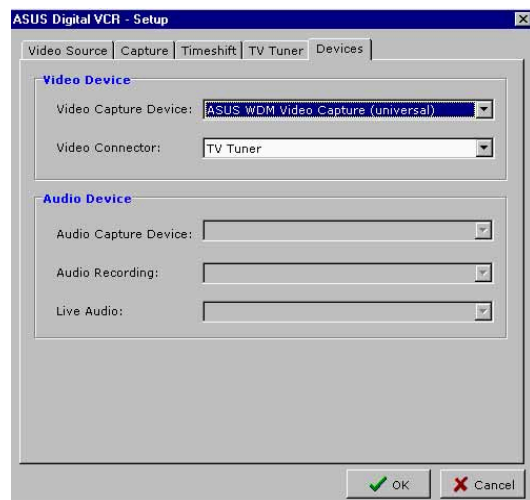 ASUS Digital VCR - Setup
Video Source Capture Timeshift TV Tuner Devices
Video Device
Video Capture Device: ASUS WDM Video Capture (universal)
Video Connector: TV Tuner
Audio Device
Audio Capture Device:
Audio Recording:
Live Audio:
OK Cancel